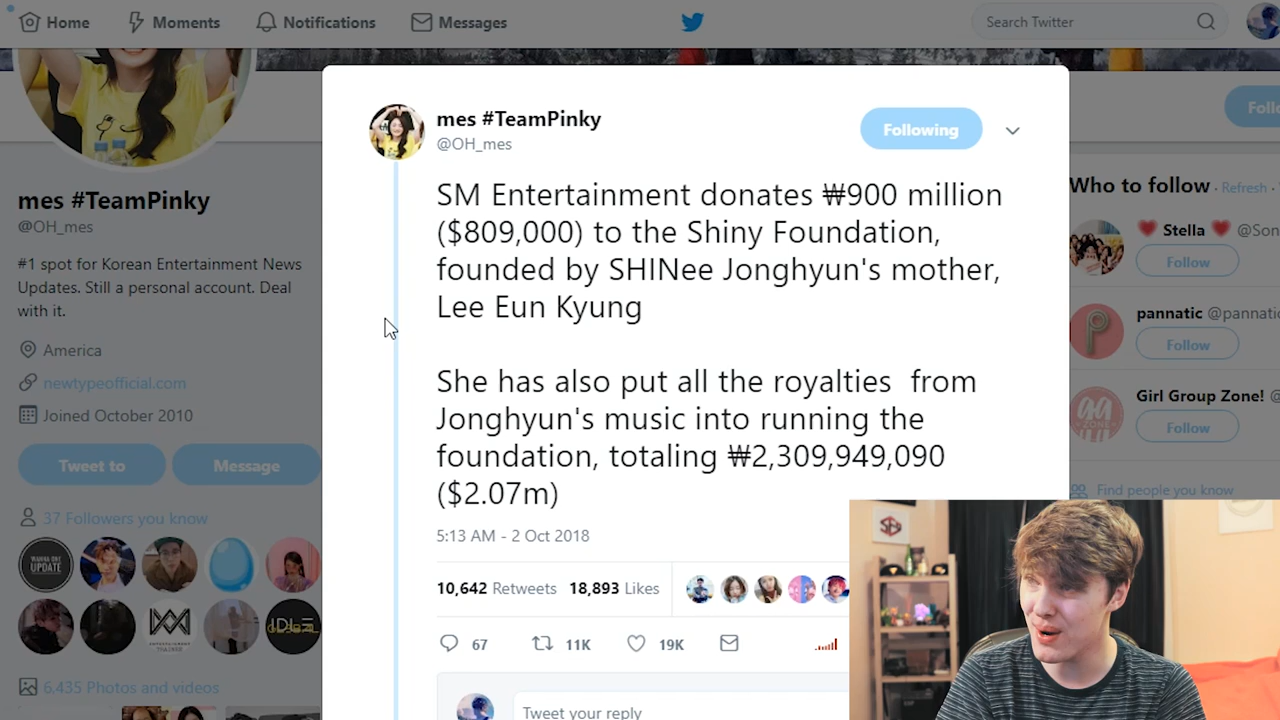 Home
Moments
Notifications
Messages
Search Twitter
mes #TeamPinky
@OH_mes
#1 spot for Korean Entertainment News
Updates. Still a personal account. Deal
with it.
America
newtypeofficial.com
Joined October 2010
Tweet to
Message
37 Followers you know
WANNA ONE
UPDATE
6,435 Photos and videos
mes #TeamPinky
@OH_mes
Following
SM Entertainment donates ₩900 million
($809,000) to the Shiny Foundation,
founded by SHINee Jonghyun's mother,
Lee Eun Kyung
She has also put all the royalties  from
Jonghyun's music into running the
foundation, totaling ₩2,309,949,090
($2.07m)
5:13 AM - 2 Oct 2018
10,642 Retweets 18,893 Likes
67
11K
19K
Tweet your reply
Foll
Who to follow · Refresh ·
Stella
@Son
Follow
pannatic @pannatic
Follow
Girl Group Zone! @
Follow
Find people you know